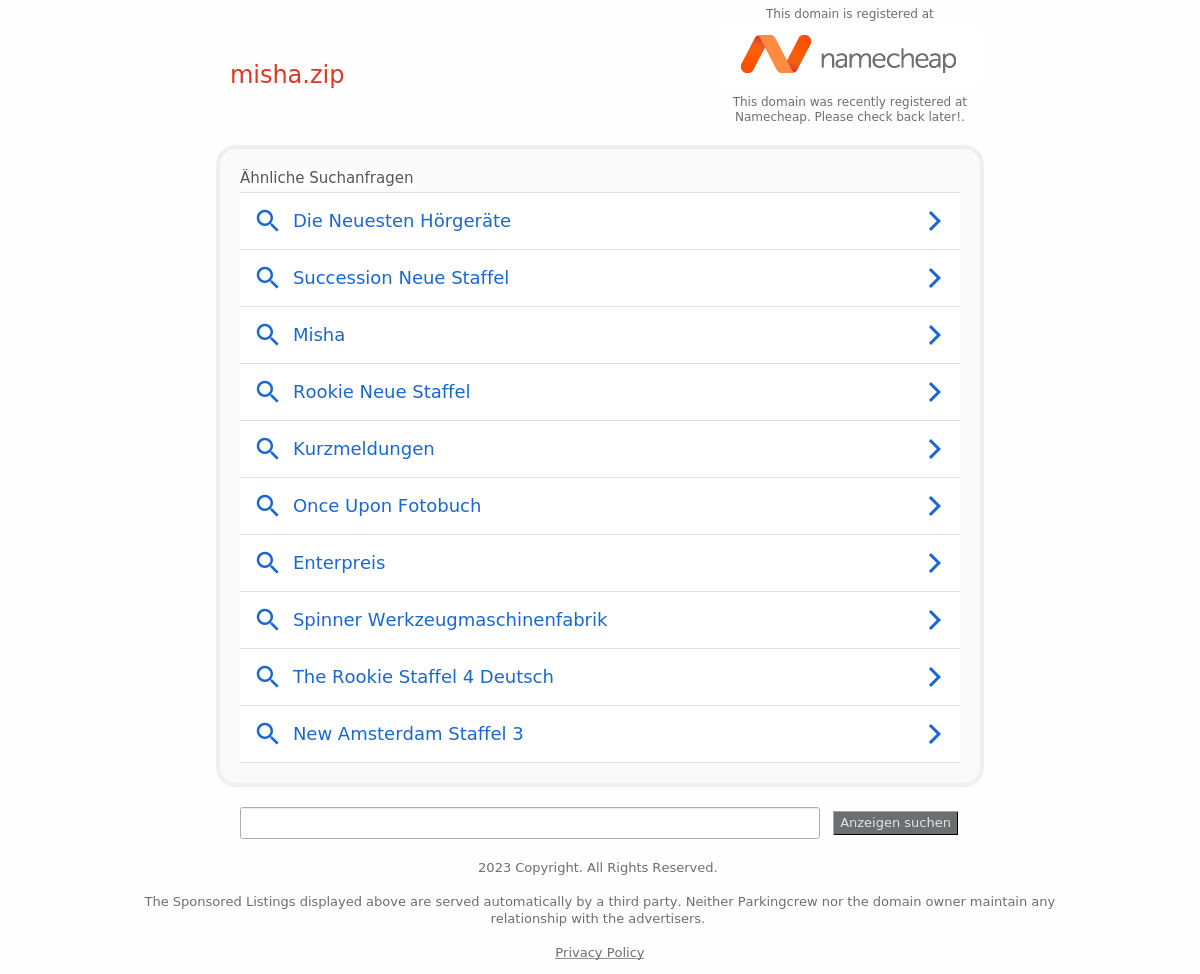 This domain is registered at
namecheap
misha.zip
This domain was recently registered at
Namecheap. Please check back later!.
Ähnliche Suchanfragen
Die Neuesten Hörgeräte
Succession Neue Staffel
Misha
Rookie Neue Staffel
Kurzmeldungen
Once Upon Fotobuch
Enterpreis
Spinner Werkzeugmaschinenfabrik
The Rookie Staffel 4 Deutsch
New Amsterdam Staffel 3
Anzeigen suchen
2023 Copyright. All Rights Reserved.
The Sponsored Listings displayed above are served automatically by a third party. Neither Parkingcrew nor the domain owner maintain any
relationship with the advertisers.
Privacy Policy